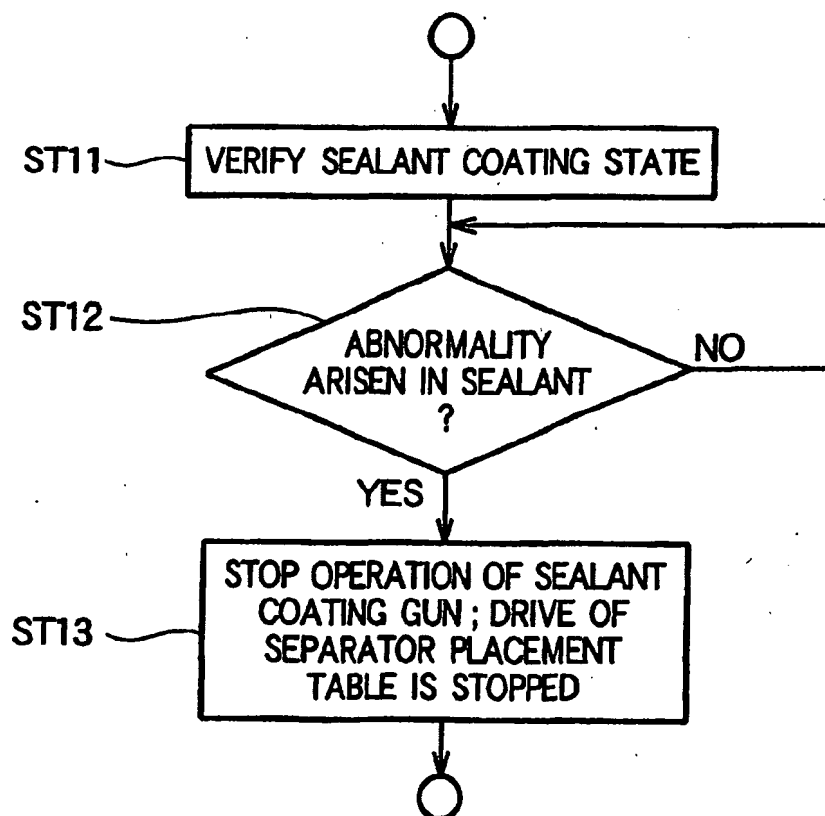 ST11
VERIFY SEALANT COATING STATE
ST12
ABNORMALITY
ARISEN IN SEALANT
?
NO
YES
ST13
STOP OPERATION OF SEALANT
COATING GUN; DRIVE OF
SEPARATOR PLACEMENT
TABLE IS STOPPED